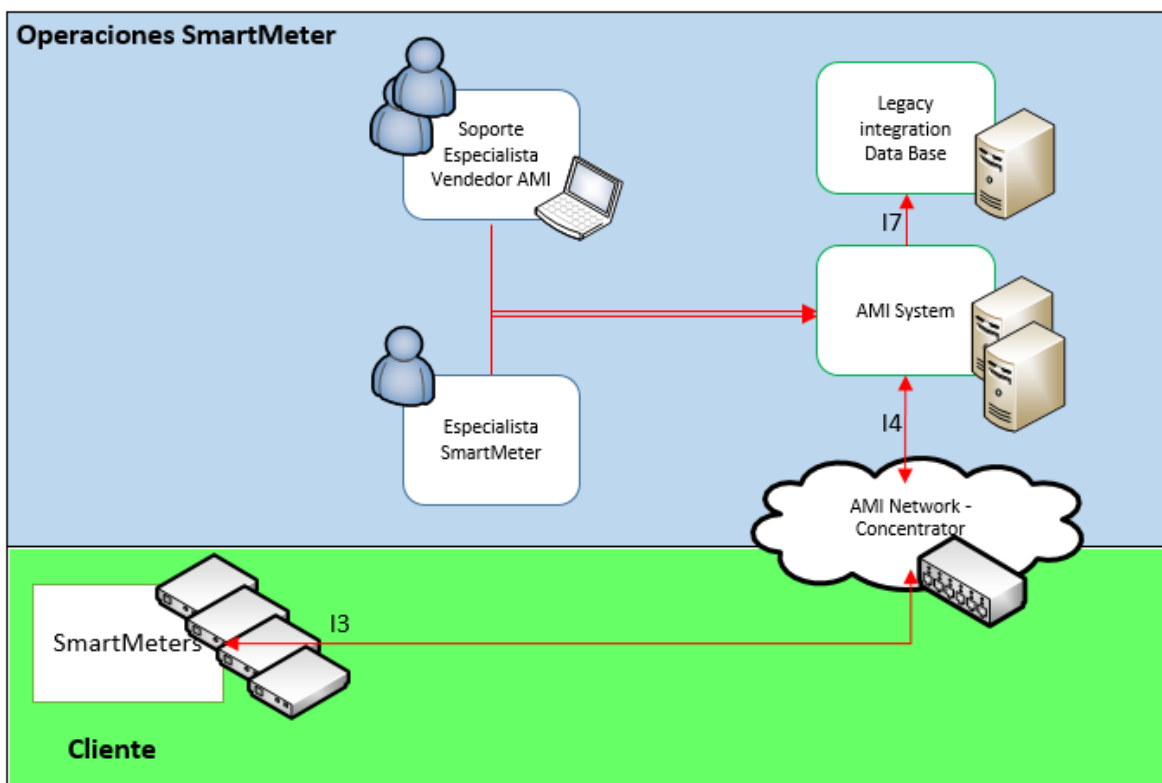 Operaciones SmartMeter
Soporte
Especialista
Vendedor AMI
Legacy
integration
Data Base
I7
AMI System
Especialista
SmartMeter
I4
AMI Network -
Concentrator
SmartMeters
I3
Cliente